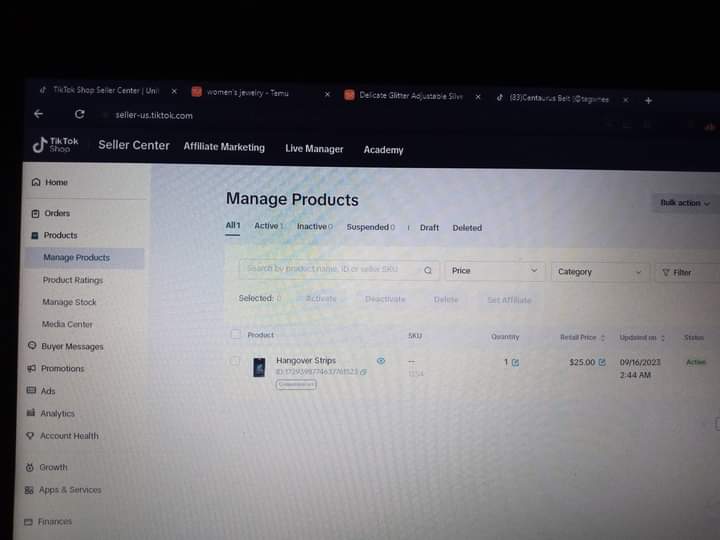 TikTok Shop Seller Center | Uni
women's jewelry - Temu
Delicate Glitter Adjustable Silve
(33)Centaurus Belt (@tagwhee
seller-us.tiktok.com
TikTok Shop
Seller Center
Affiliate Marketing
Live Manager
Academy
Home
Orders
Products
Manage Products
Product Ratings
Manage Stock
Media Center
Buyer Messages
Promotions
Ads
Analytics
Account Health
Growth
Apps & Services
Finances
Manage Products
Bulk action
All 1 Active 1 Inactive 0 Suspended 0 | Draft Deleted
Search by product name, ID or seller SKU
Price
Category
Filter
Selected: 0 Activate Deactivate Delete Set Affiliate
Product SKU Quantity Retail Price Updated on Status
Hangover Strips -- 1 $25.00 09/16/2023 Active
2:44 AM